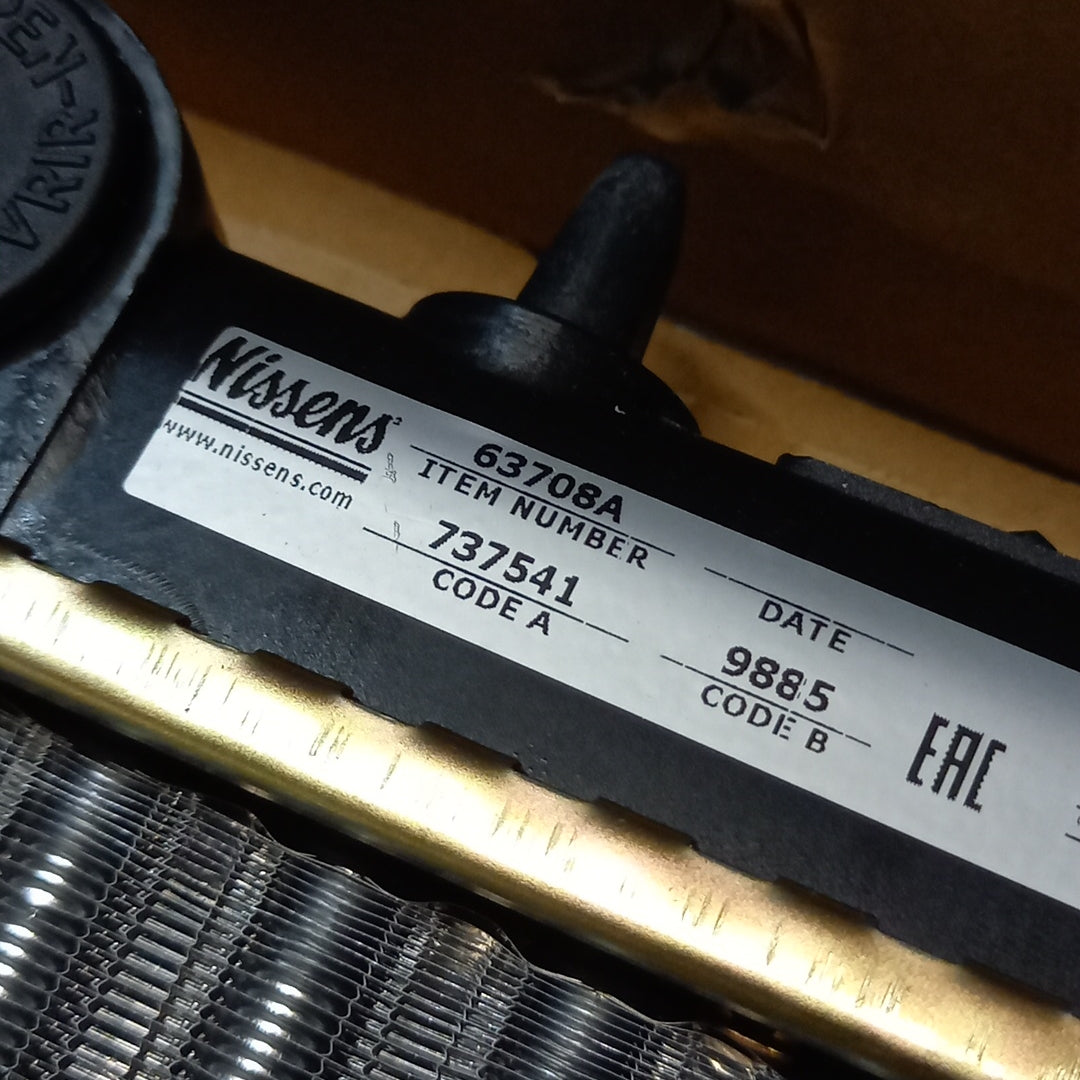 Nissens
www.nissens.com
63708A
ITEM NUMBER
737541
CODE A
DATE
9885
CODE B
EAC